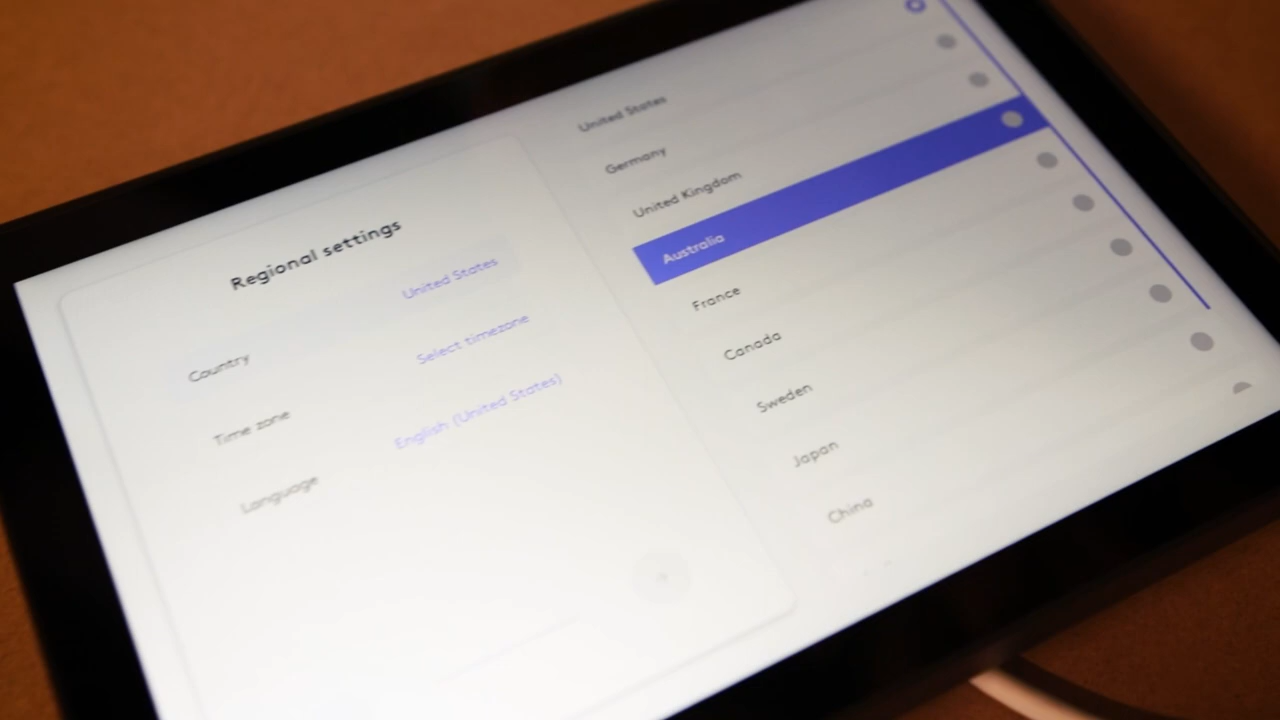 Regional settings
Country United States
Time zone Select timezone
Language English (United States)
United States
Germany
United Kingdom
Australia
France
Canada
Sweden
Japan
China